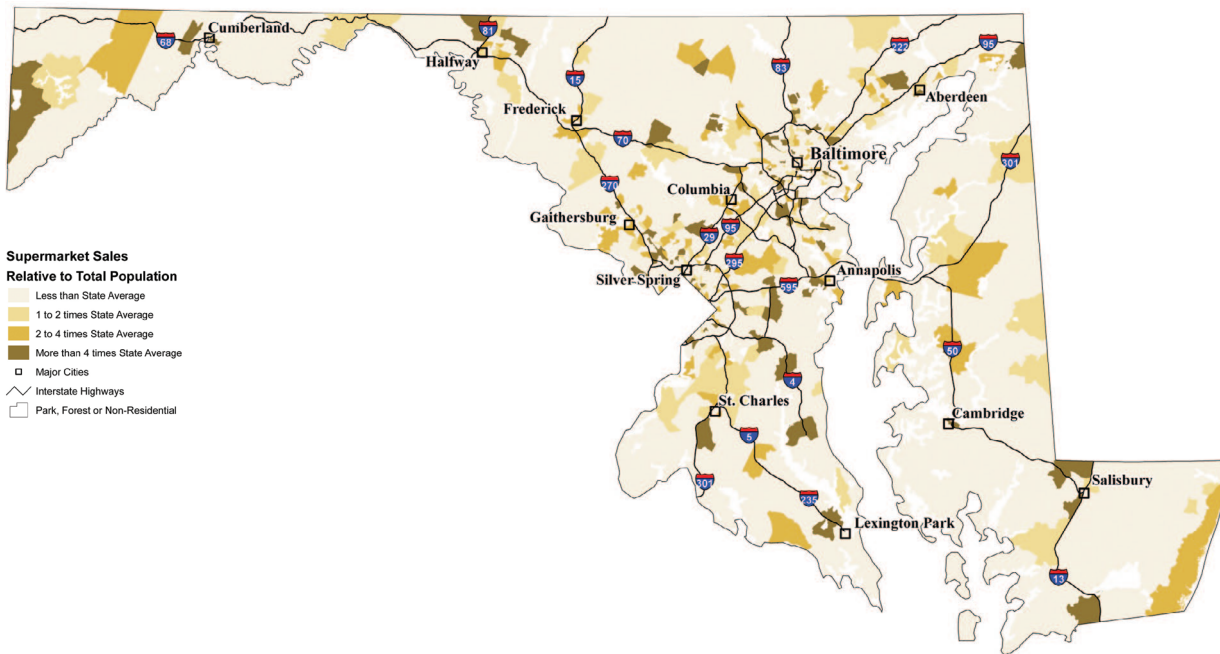 Cumberland
68
81
Halfway
15
83
222
95
Aberdeen
Frederick
70
Baltimore
301
270
Columbia
Gaithersburg
29
95
295
Silver Spring
595
Annapolis
Supermarket Sales
Relative to Total Population
Less than State Average
1 to 2 times State Average
2 to 4 times State Average
More than 4 times State Average
Major Cities
Interstate Highways
Park, Forest or Non-Residential
50
4
St. Charles
5
Cambridge
301
235
Salisbury
Lexington Park
13